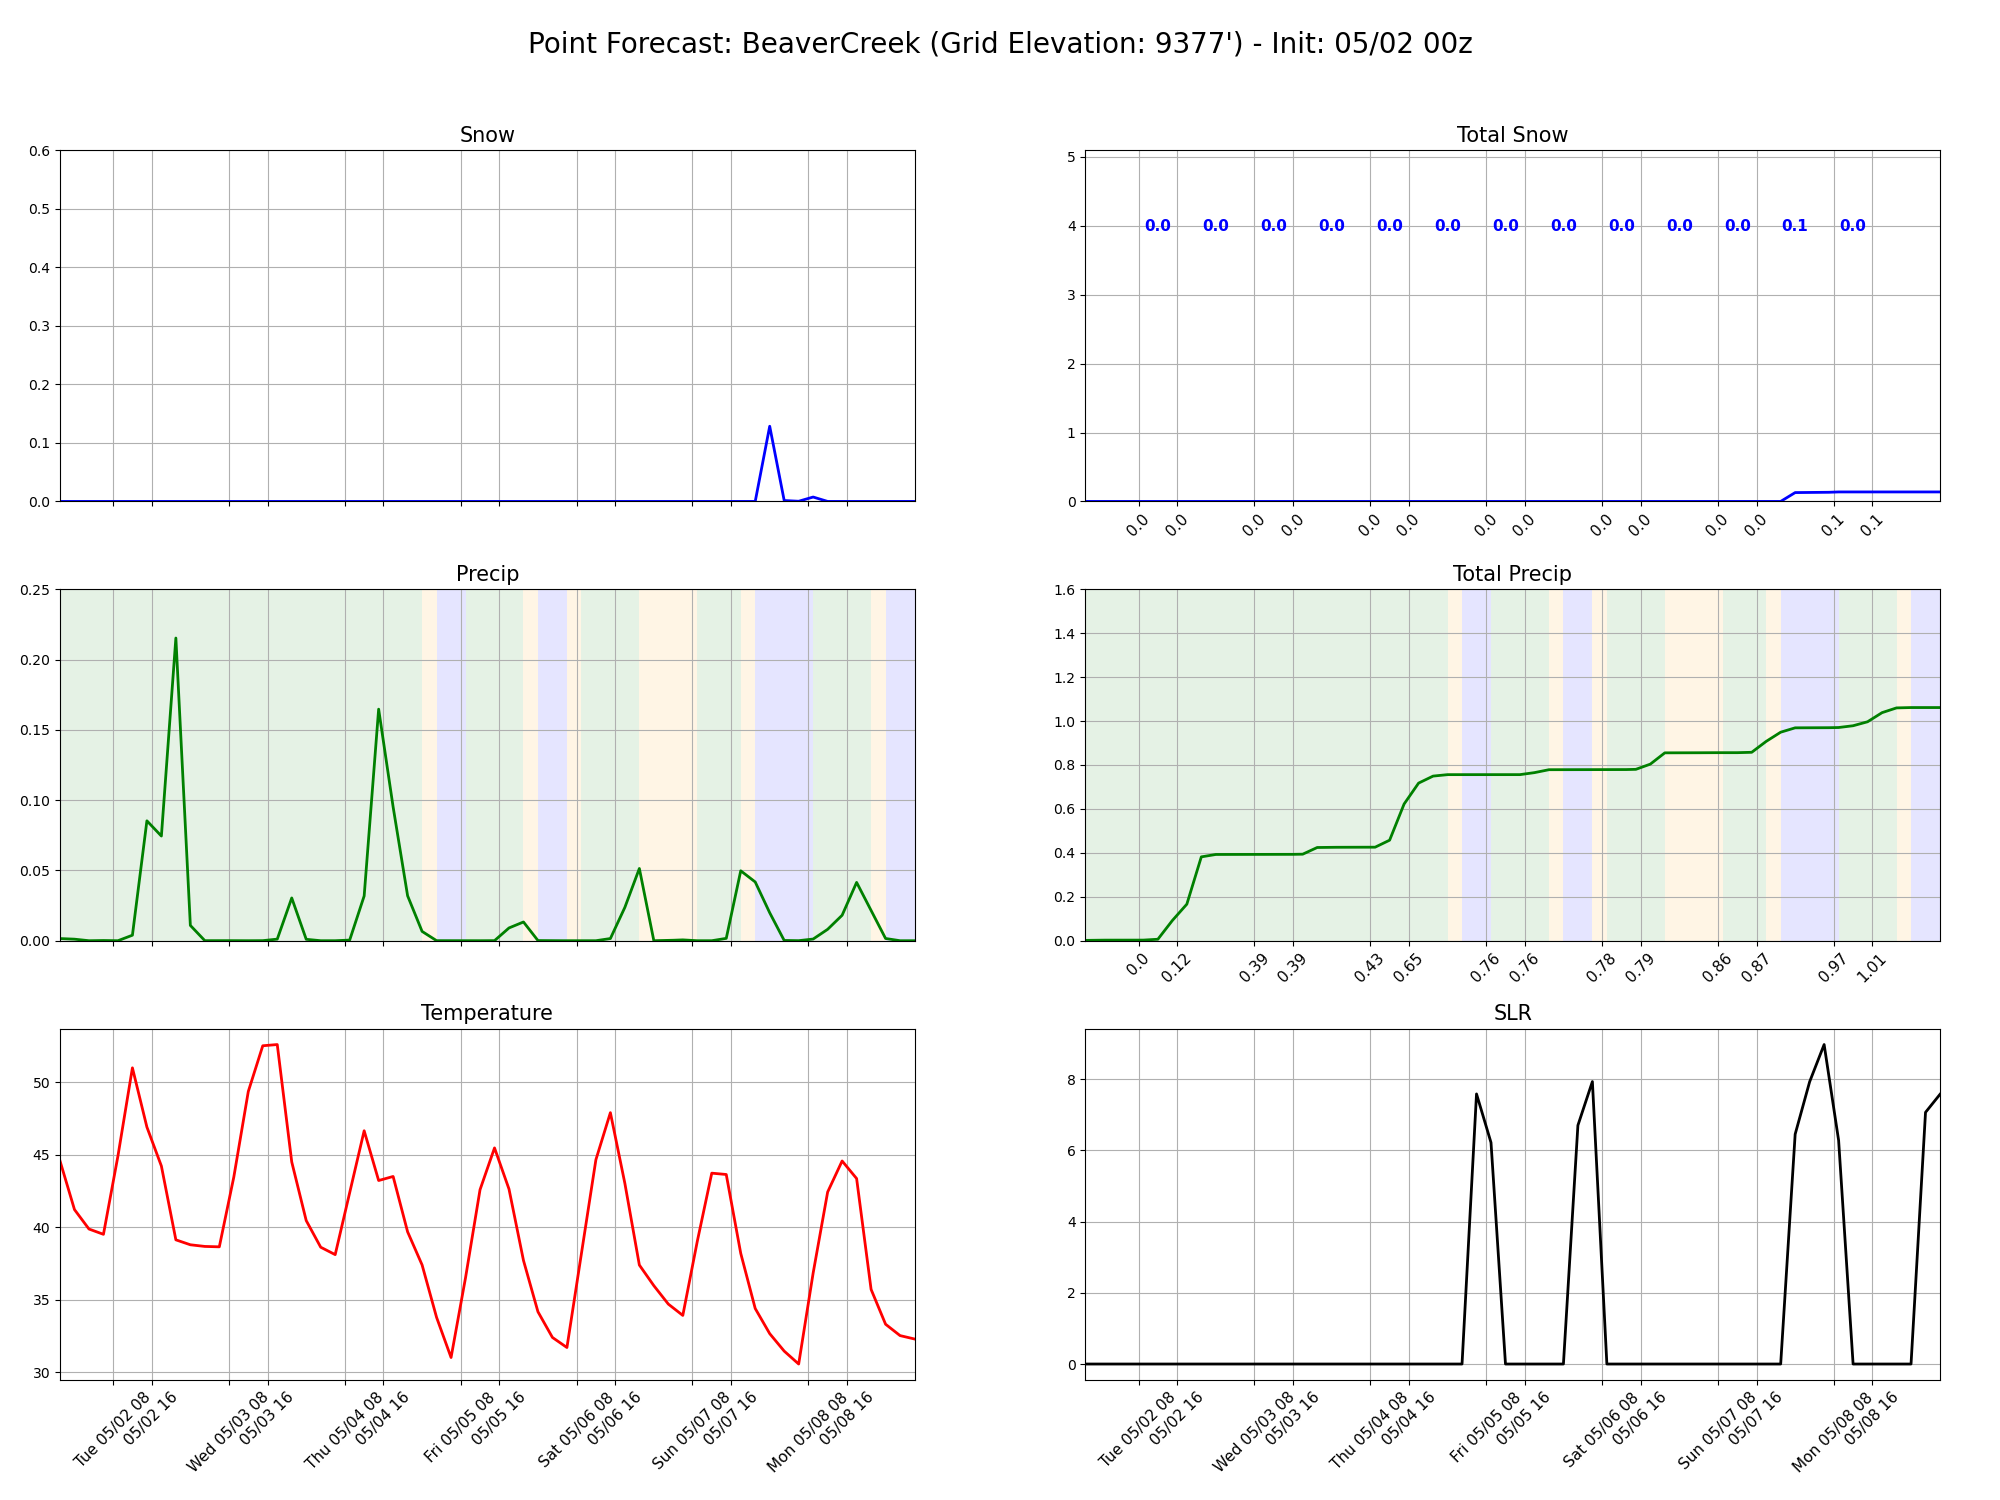 Point Forecast: BeaverCreek (Grid Elevation: 9377') - Init: 05/02 00z
Snow
0.6
0.5
0.4
0.3
0.2
0.1
0.0
Total Snow
5
4
3
2
1
0
0.0 0.0 0.0 0.0 0.0 0.0 0.0 0.0 0.0 0.0 0.0 0.1 0.0
0.0 0.0 0.0 0.0 0.0 0.0 0.0 0.0 0.0 0.0 0.0 0.0 0.1 0.1
Precip
0.25
0.20
0.15
0.10
0.05
0.00
Total Precip
1.6
1.4
1.2
1.0
0.8
0.6
0.4
0.2
0.0
0.0 0.12 0.39 0.39 0.43 0.65 0.76 0.76 0.78 0.79 0.86 0.87 0.97 1.01
Temperature
50
45
40
35
30
Tue 05/02 08
05/02 16
Wed 05/03 08
05/03 16
Thu 05/04 08
05/04 16
Fri 05/05 08
05/05 16
Sat 05/06 08
05/06 16
Sun 05/07 08
05/07 16
Mon 05/08 08
05/08 16
SLR
8
6
4
2
0
Tue 05/02 08
05/02 16
Wed 05/03 08
05/03 16
Thu 05/04 08
05/04 16
Fri 05/05 08
05/05 16
Sat 05/06 08
05/06 16
Sun 05/07 08
05/07 16
Mon 05/08 08
05/08 16